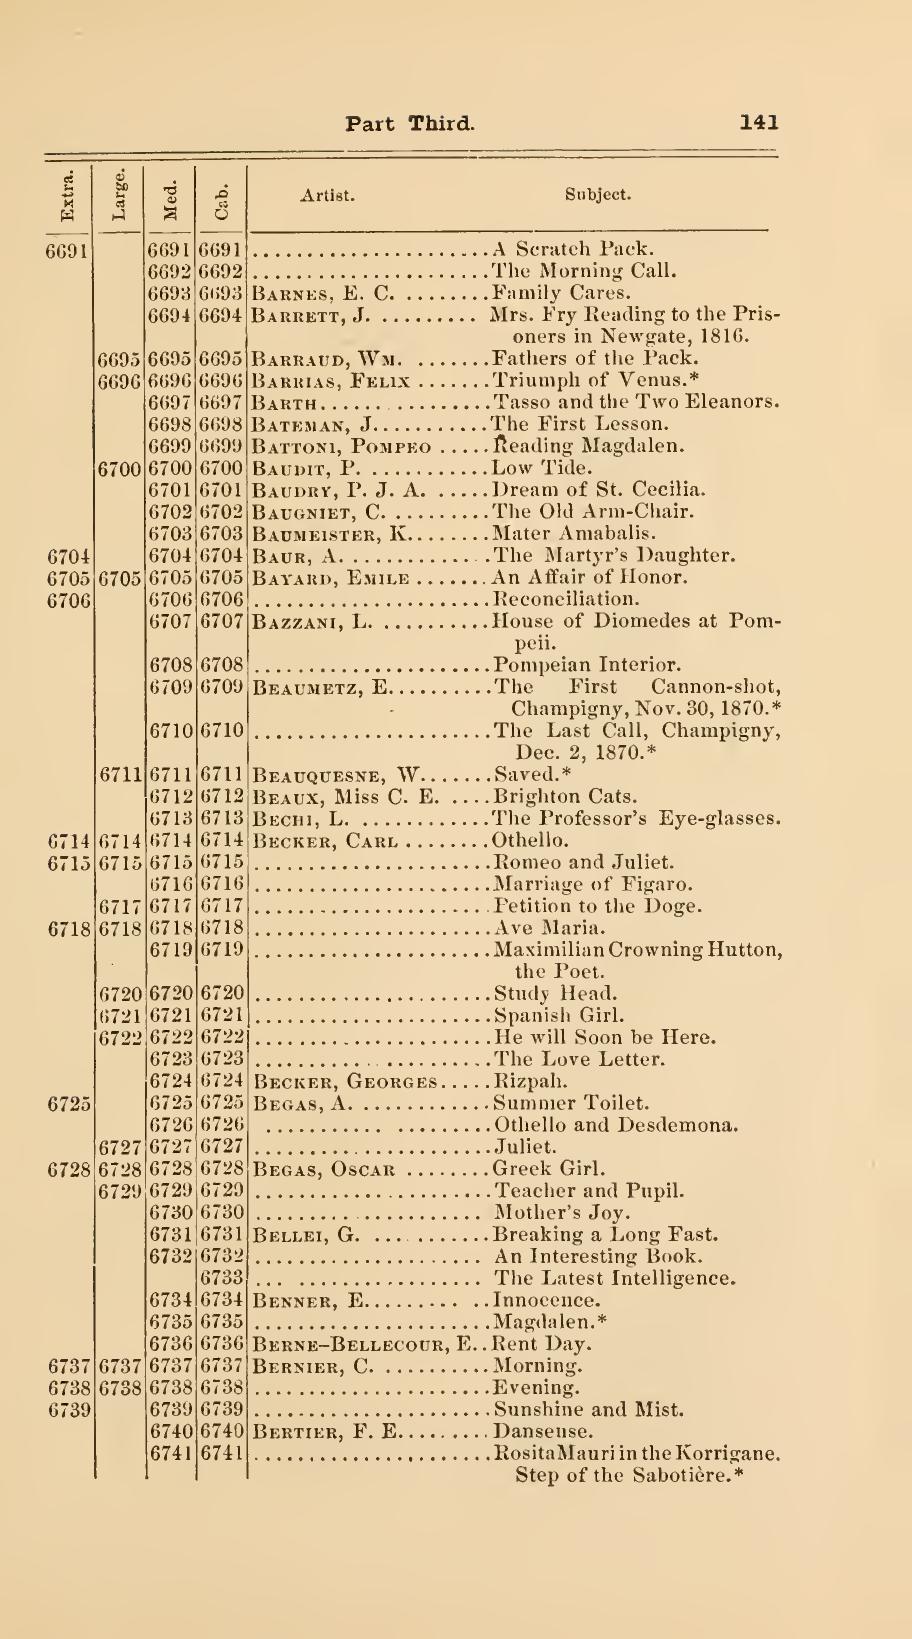 Part Third. 141
Extra. Large. Med. Cab. Artist. Subject.
6691 6691 6691 ...................... A Scratch Pack.
6692 6692 ...................... The Morning Call.
6693 6693 BARNES, E. C. ......... Family Cares.
6694 6694 BARRETT, J. .......... Mrs. Fry Reading to the Pris-
oners in Newgate, 1816.
6695 6695 6695 BARRAUD, WM. ........ Fathers of the Pack.
6696 6696 6696 BARRIAS, FELIX ....... Triumph of Venus.*
6697 6697 BARTH................ Tasso and the Two Eleanors.
6698 6698 BATEMAN, J........... The First Lesson.
6699 6699 BATTONI, POMPEO ..... Reading Magdalen.
6700 6700 6700 BAUDIT, P. ........... Low Tide.
6701 6701 BAUDRY, P. J. A. ...... Dream of St. Cecilia.
6702 6702 BAUGNIET, C. .......... The Old Arm-Chair.
6703 6703 BAUMEISTER, K........ Mater Amabalis.
6704 6704 6704 BAUR, A. ............. The Martyr's Daughter.
6705 6705 6705 6705 BAYARD, EMILE ....... An Affair of Honor.
6706 6706 6706 ...................... Reconciliation.
6707 6707 BAZZANI, L. .......... House of Diomedes at Pom-
peii.
6708 6708 ...................... Pompeian Interior.
6709 6709 BEAUMETZ, E.......... The First Cannon-shot,
Champigny, Nov. 30, 1870.*
6710 6710 ...................... The Last Call, Champigny,
Dec. 2, 1870.*
6711 6711 6711 BEAUQUESNE, W....... Saved.*
6712 6712 BEAUX, Miss C. E. .... Brighton Cats.
6713 6713 BECHI, L. ............ The Professor's Eye-glasses.
6714 6714 6714 6714 BECKER, CARL ........ Othello.
6715 6715 6715 6715 ...................... Romeo and Juliet.
6716 6716 ...................... Marriage of Figaro.
6717 6717 6717 ...................... Petition to the Doge.
6718 6718 6718 6718 ...................... Ave Maria.
6719 6719 ...................... Maximilian Crowning Hutton,
the Poet.
6720 6720 6720 ...................... Study Head.
6721 6721 6721 ...................... Spanish Girl.
6722 6722 6722 ...................... He will Soon be Here.
6723 6723 ...................... The Love Letter.
6724 6724 BECKER, GEORGES..... Rizpah.
6725 6725 6725 BEGAS, A. ............. Summer Toilet.
6726 6726 ........... ......... Othello and Desdemona.
6727 6727 6727 ...................... Juliet.
6728 6728 6728 6728 BEGAS, OSCAR ........ Greek Girl.
6729 6729 6729 ...................... Teacher and Pupil.
6730 6730 ...................... Mother's Joy.
6731 6731 BELLEI, G. ............ Breaking a Long Fast.
6732 6732 ...................... An Interesting Book.
6733 ... ................. The Latest Intelligence.
6734 6734 BENNER, E......... .. Innocence.
6735 6735 ...................... Magdalen.*
6736 6736 BERNE-BELLECOUR, E.. Rent Day.
6737 6737 6737 6737 BERNIER, C. .......... Morning.
6738 6738 6738 6738 ...................... Evening.
6739 6739 6739 ...................... Sunshine and Mist.
6740 6740 BERTIER, F. E......... Danseuse.
6741 6741 ...................... Rosita Mauri in the Korrigane.
Step of the Sabotière.*